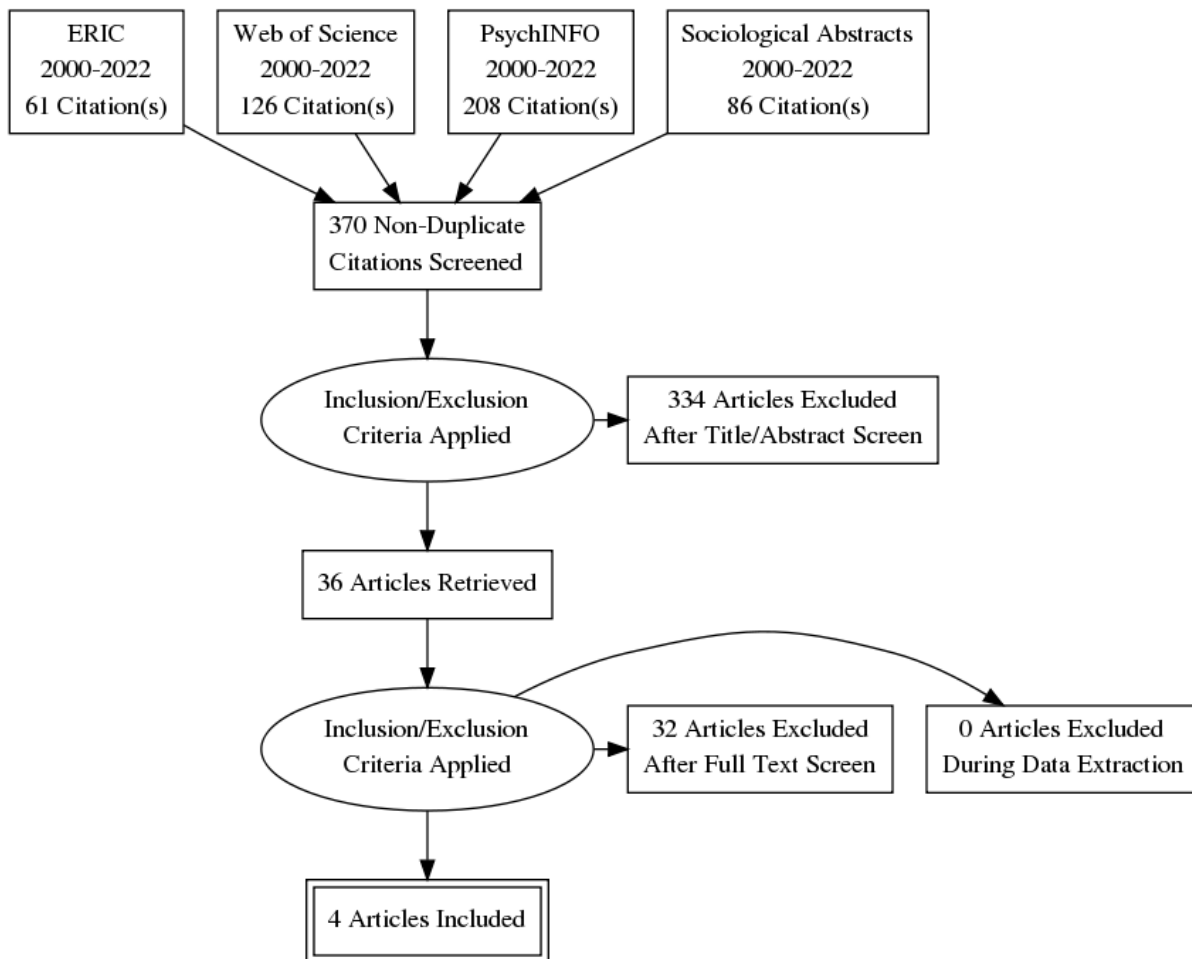 ERIC
2000-2022
61 Citation(s)
Web of Science
2000-2022
126 Citation(s)
PsychINFO
2000-2022
208 Citation(s)
Sociological Abstracts
2000-2022
86 Citation(s)
370 Non-Duplicate
Citations Screened
Inclusion/Exclusion
Criteria Applied
334 Articles Excluded
After Title/Abstract Screen
36 Articles Retrieved
Inclusion/Exclusion
Criteria Applied
32 Articles Excluded
After Full Text Screen
0 Articles Excluded
During Data Extraction
4 Articles Included